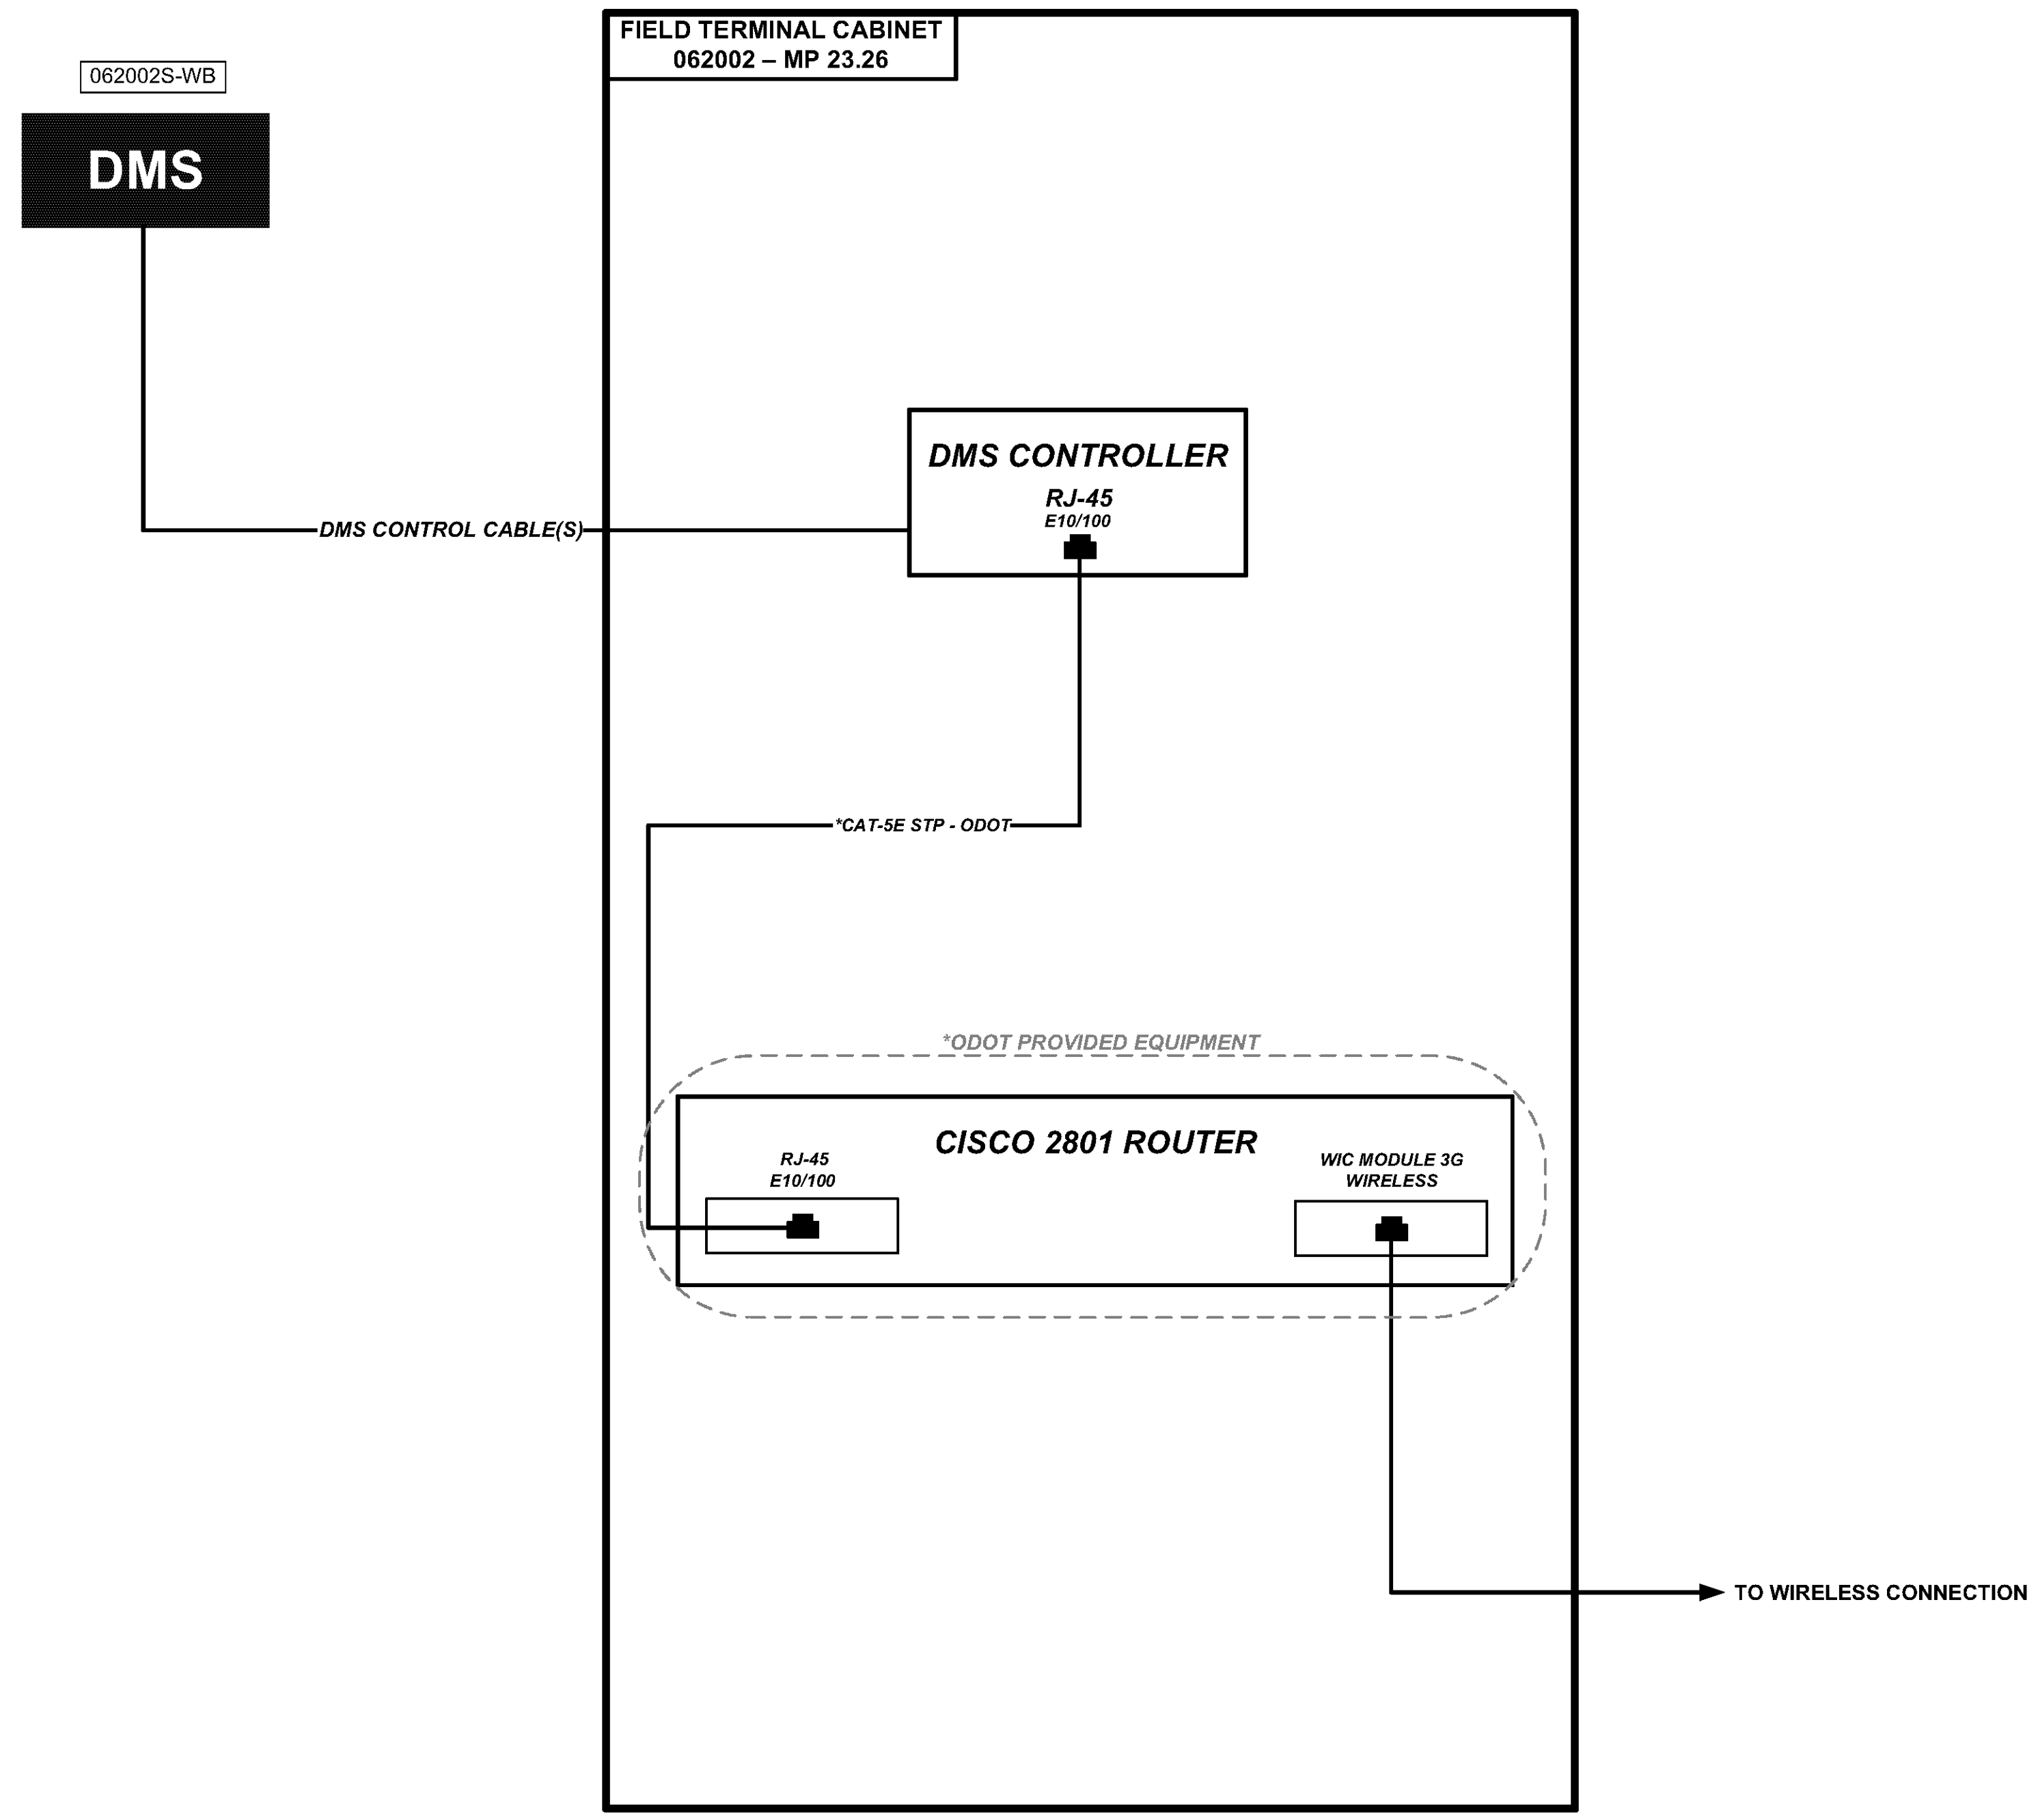 FIELD TERMINAL CABINET
062002 – MP 23.26
062002S-WB
DMS
DMS CONTROLLER
RJ-45
E10/100
DMS CONTROL CABLE(S)
*CAT-5E STP - ODOT
*ODOT PROVIDED EQUIPMENT
CISCO 2801 ROUTER
RJ-45
E10/100
WIC MODULE 3G
WIRELESS
TO WIRELESS CONNECTION